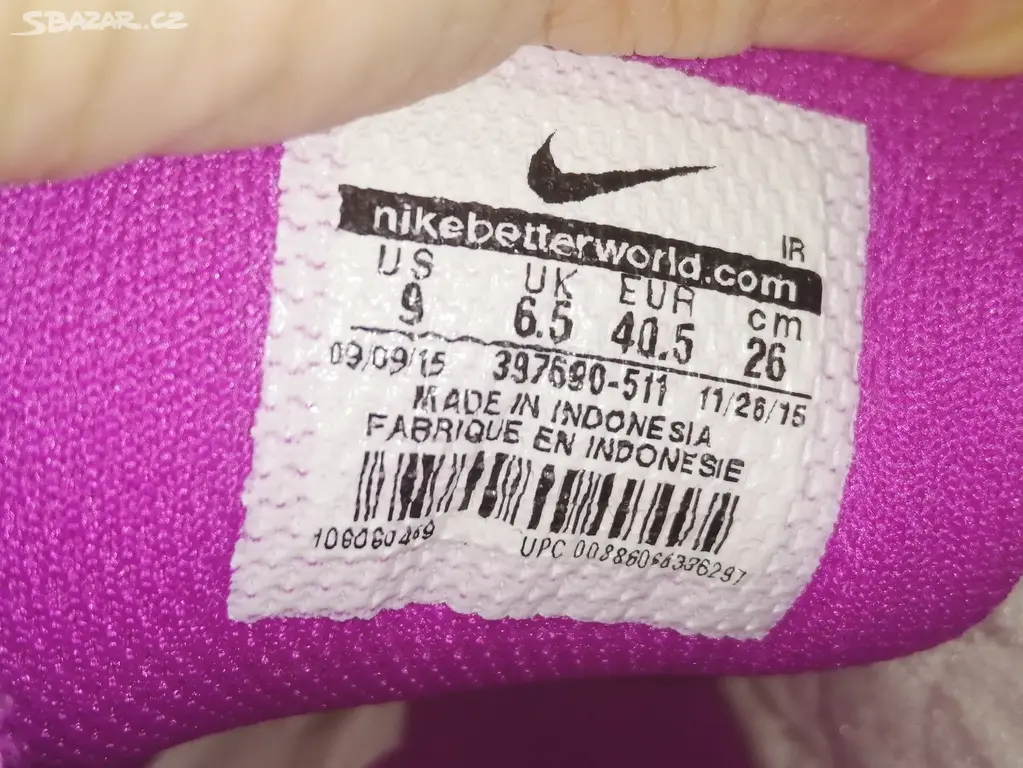 SBAZAR.CZ
IR
nikebetterworld.com
US UK EUR cm
9 6.5 40.5 26
09/09/15 397690-511 11/26/15
MADE IN INDONESIA
FABRIQUE EN INDONESIE
UPC